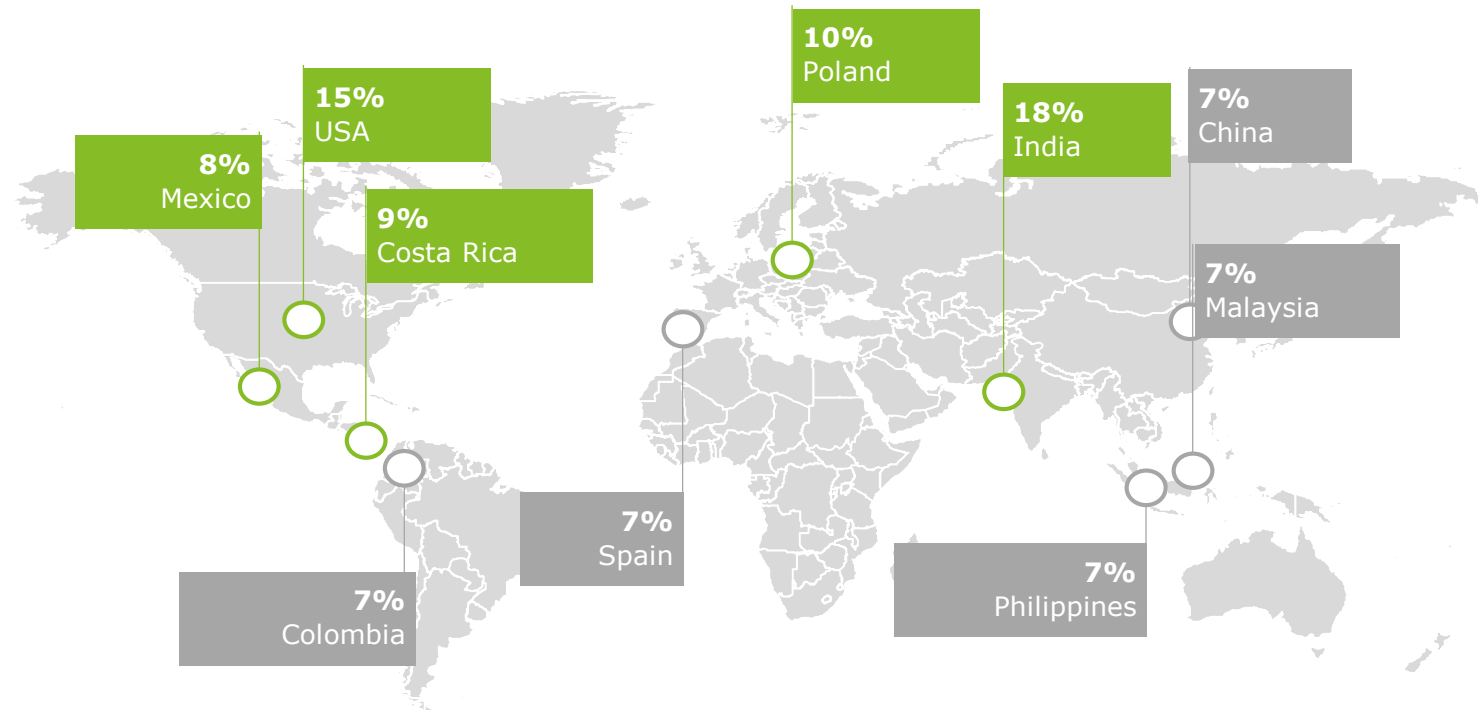 10%
Poland
15%
USA
18%
India
7%
China
8%
Mexico
9%
Costa Rica
7%
Malaysia
7%
Spain
7%
Philippines
7%
Colombia